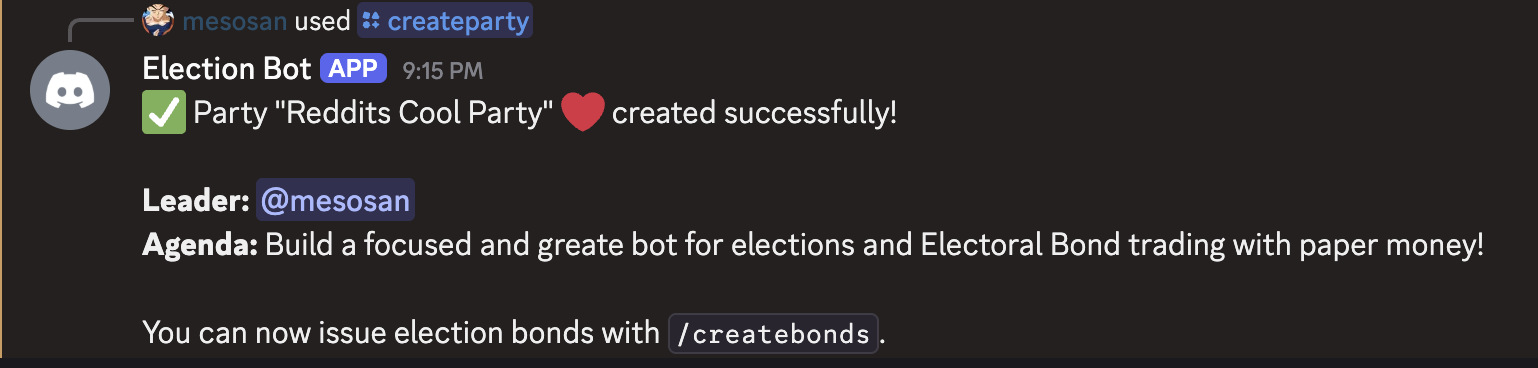 mesosan used createparty
Election Bot APP 9:15 PM
✅ Party "Reddits Cool Party" ❤️ created successfully!
Leader: @mesosan
Agenda: Build a focused and greate bot for elections and Electoral Bond trading with paper money!
You can now issue election bonds with /createbonds.